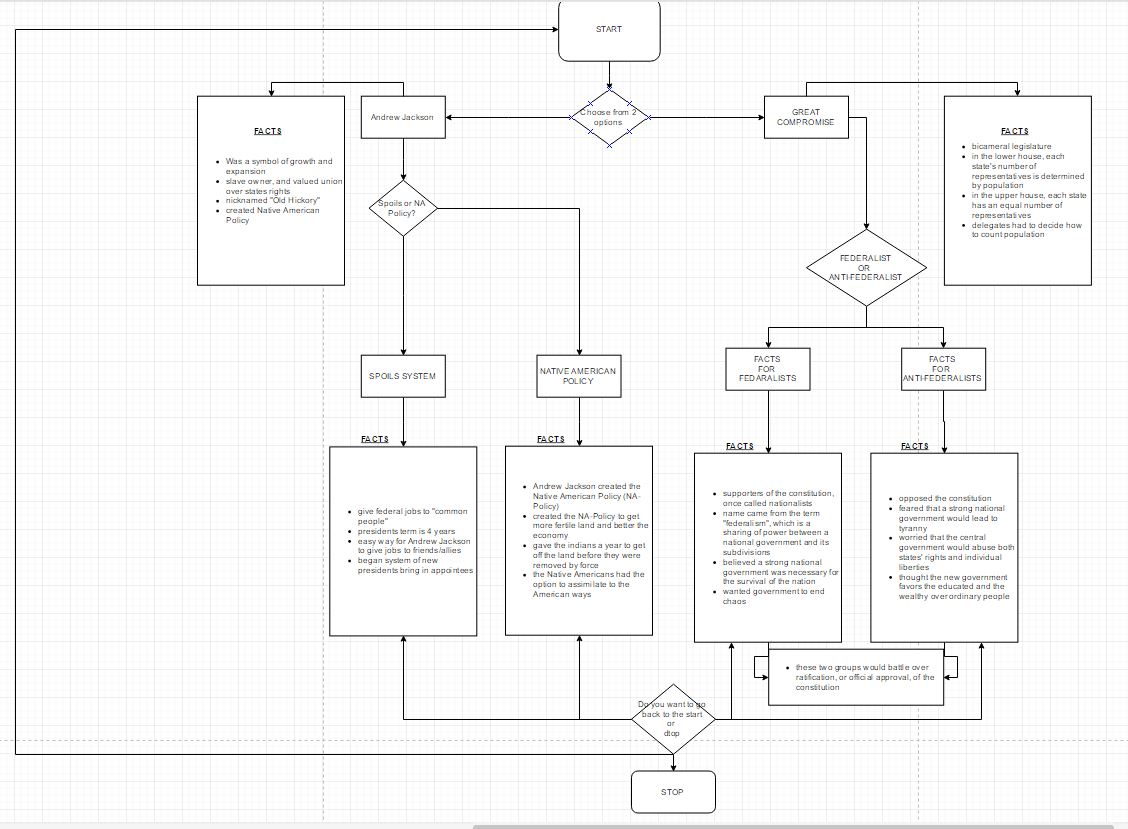 START
Choose from 2
options
Andrew Jackson
GREAT
COMPROMISE
FACTS
Was a symbol of growth and
expansion
slave owner, and valued union
over states rights
nicknamed "Old Hickory"
created Native American
Policy
FACTS
bicameral legislature
in the lower house, each
state's number of
representatives is determined
by population
in the upper house, each state
has an equal number of
representatives
delegates had to decide how
to count population
Spoils or NA
Policy?
FEDERALIST
OR
ANTI-FEDERALIST
SPOILS SYSTEM
NATIVE AMERICAN
POLICY
FACTS
FOR
FEDARALISTS
FACTS
FOR
ANTI-FEDERALISTS
FACTS
give federal jobs to "common
people"
presidents term is 4 years
easy way for Andrew Jackson
to give jobs to friends/allies
began system of new
presidents bring in appointees
FACTS
Andrew Jackson created the
Native American Policy (NA-
Policy)
created the NA-Policy to get
more fertile land and better the
economy
gave the indians a year to get
off the land before they were
removed by force
the Native Americans had the
option to assimilate to the
American ways
FACTS
supporters of the constitution,
once called nationalists
name came from the term
"federalism", which is a
sharing of power between a
national government and its
subdivisions
believed a strong national
government was necessary for
the survival of the nation
wanted government to end
chaos
FACTS
opposed the constitution
feared that a strong national
government would lead to
tyranny
worried that the central
government would abuse both
states' rights and individual
liberties
thought the new government
favors the educated and the
wealthy over ordinary people
these two groups would battle over
ratification, or official approval, of the
constitution
Do you want to go
back to the start
or
dtop
STOP